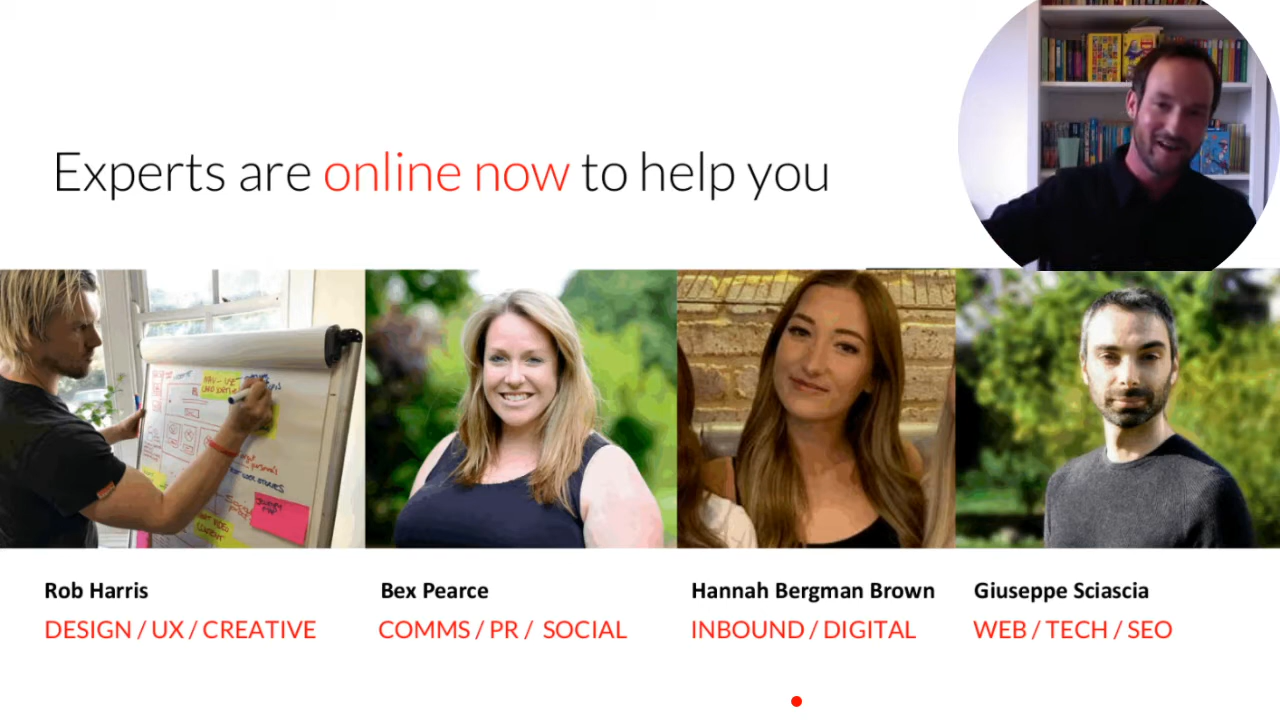 Experts are online now to help you
Rob Harris
DESIGN / UX / CREATIVE
Bex Pearce
COMMS / PR / SOCIAL
Hannah Bergman Brown
INBOUND / DIGITAL
Giuseppe Sciascia
WEB / TECH / SEO